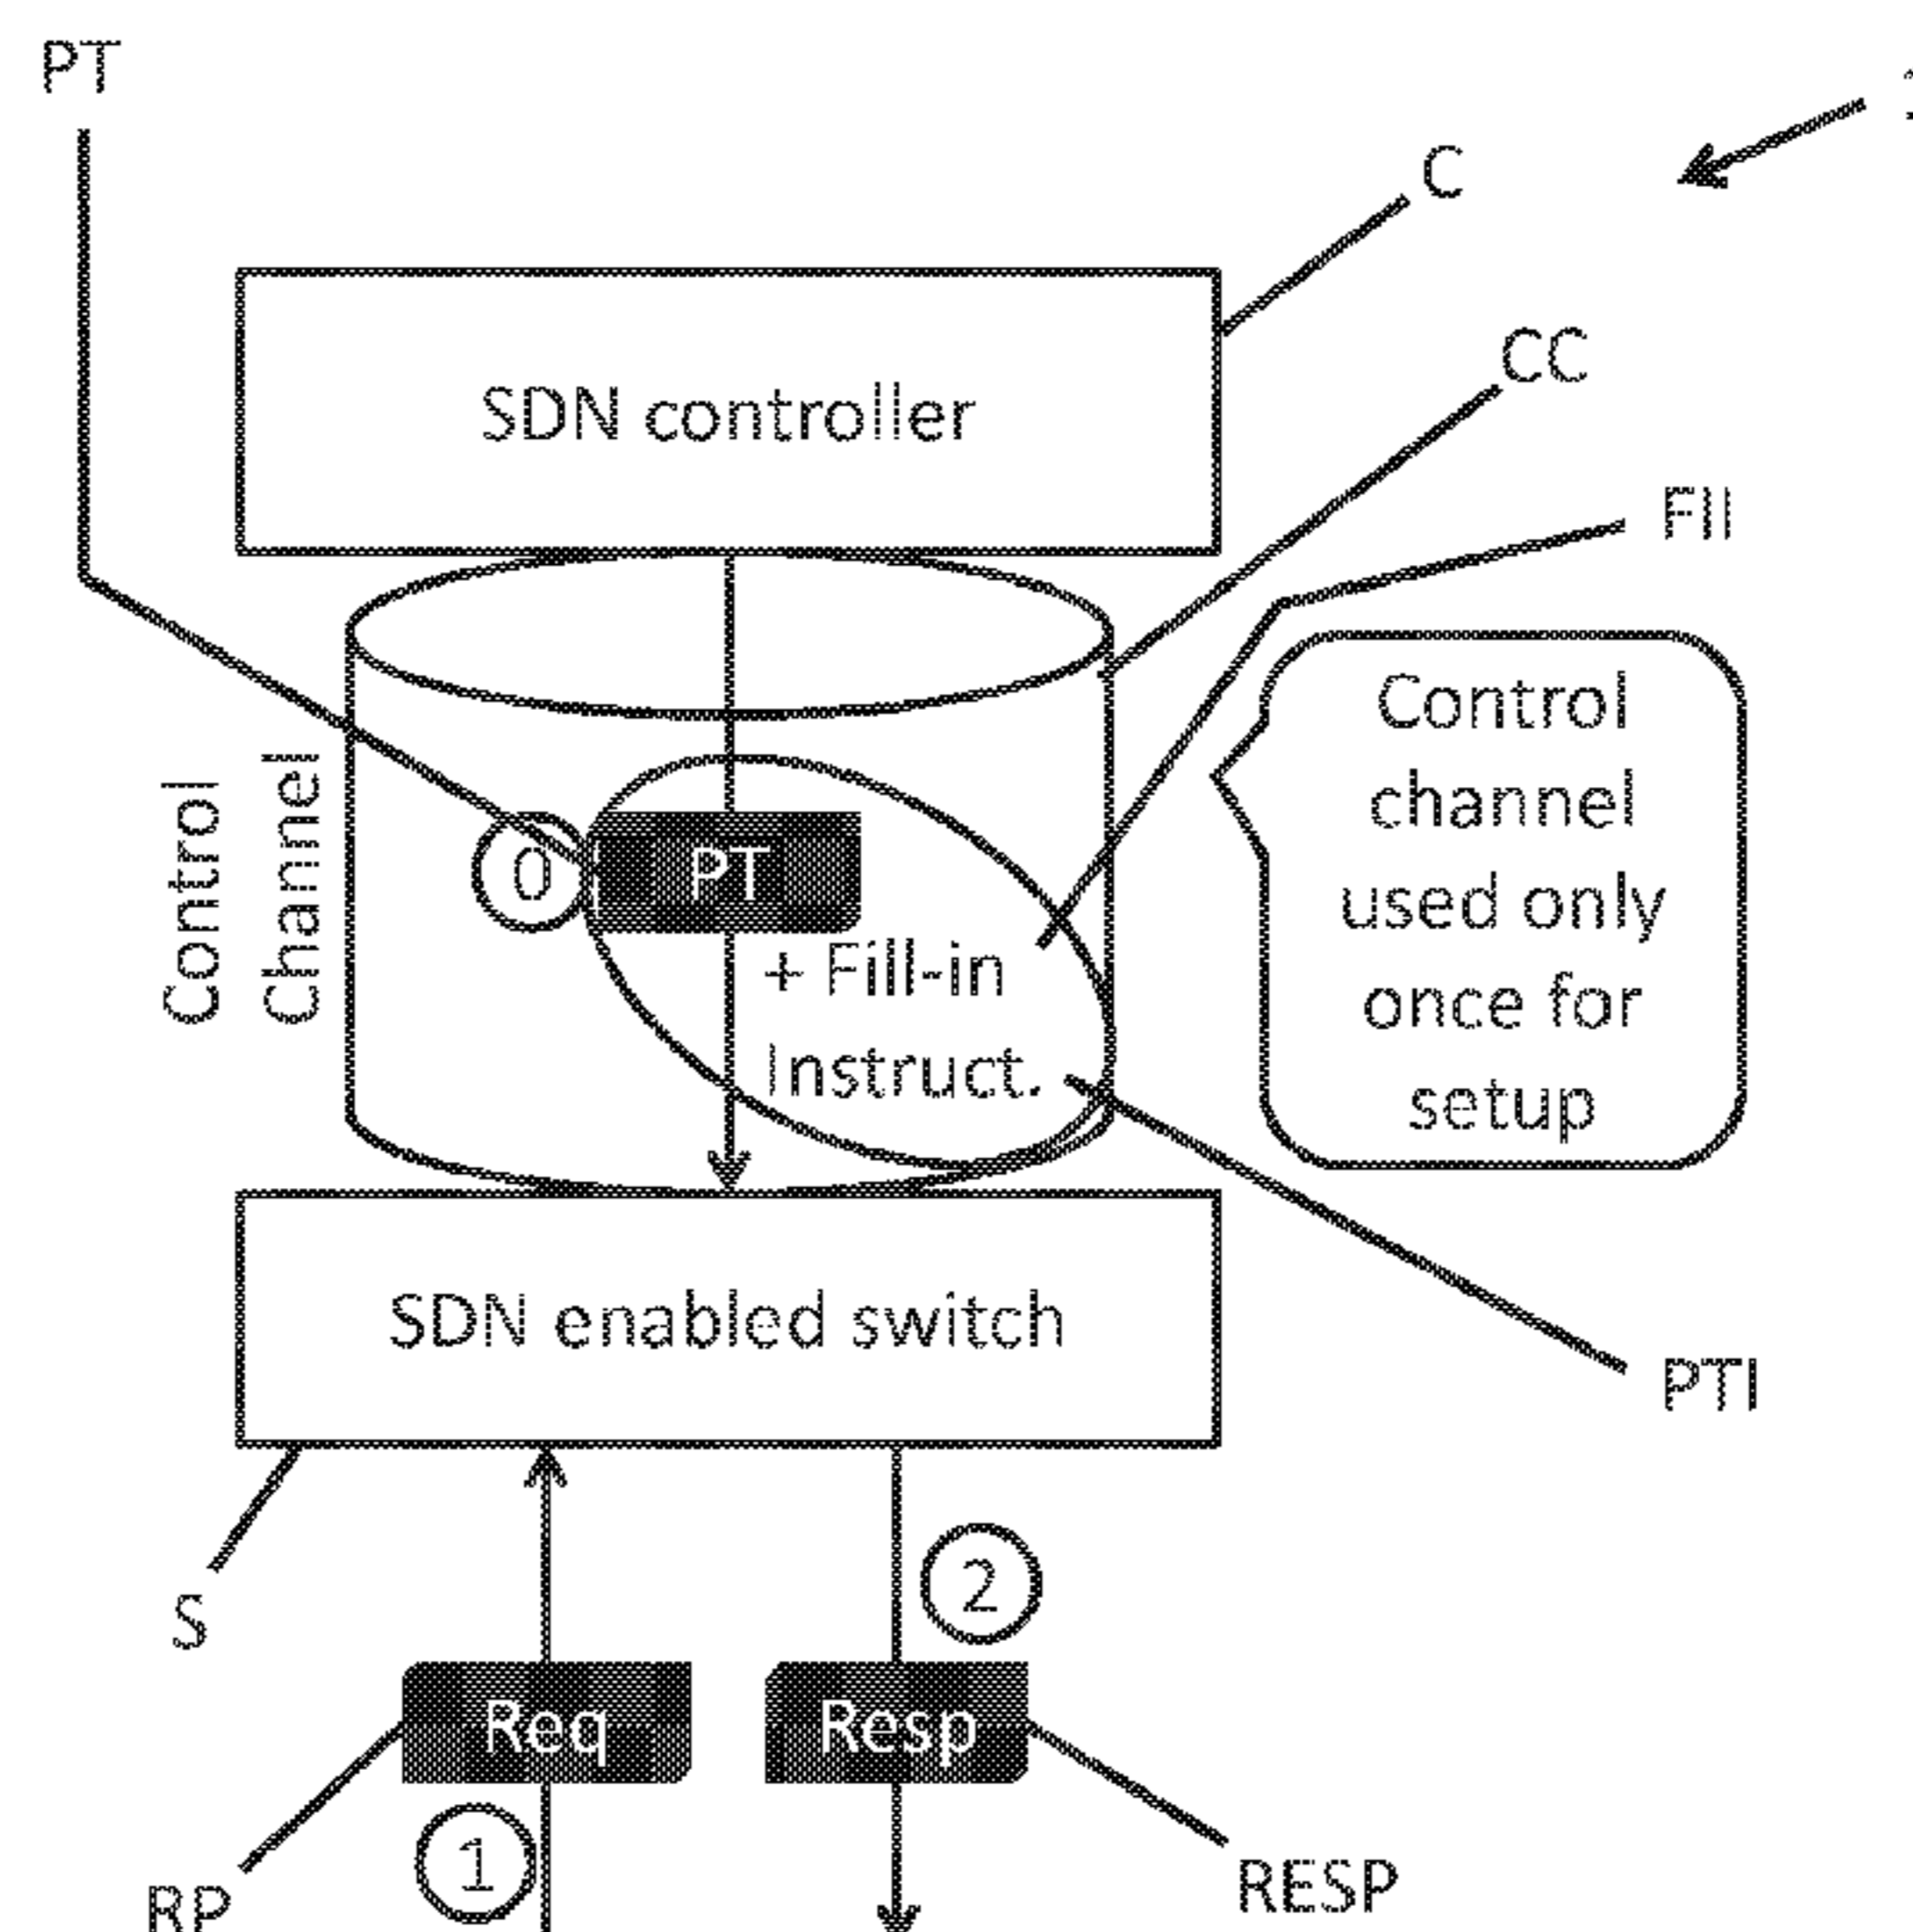 PT
C
SDN controller
CC
FII
Control
Channel
0
PT
+ Fill-in
Instruct.
Control
channel
used only
once for
setup
SDN enabled switch
PTI
S
2
Req
Resp
1
RP
RESP